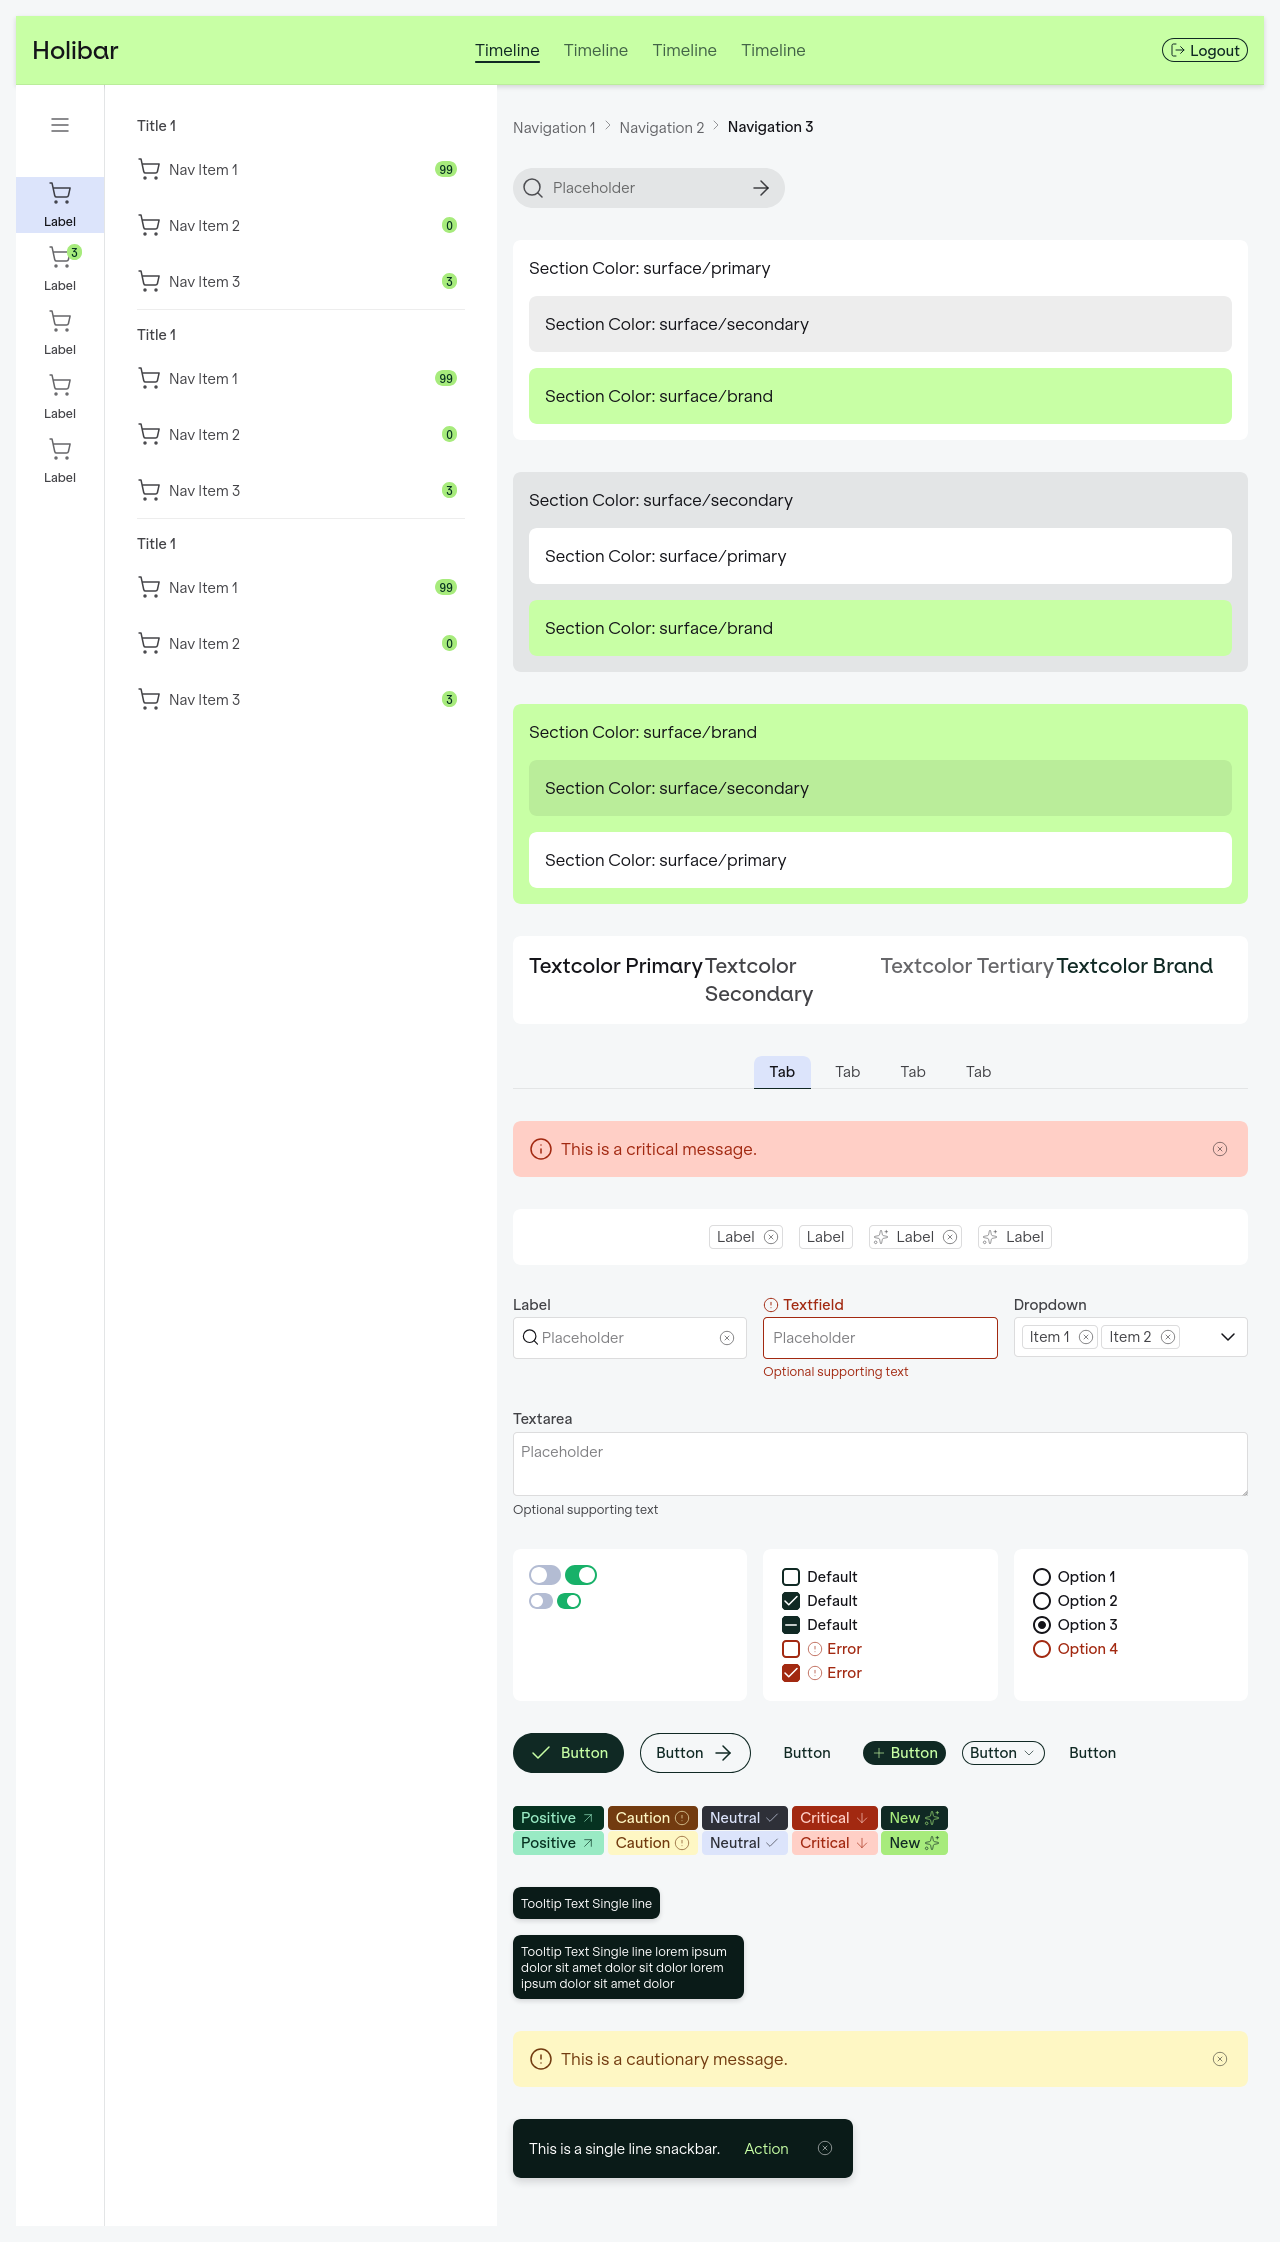 Holibar
Timeline Timeline Timeline Timeline
Logout
Label
3
Label
Label
Label
Label
Title 1
Nav Item 1 99
Nav Item 2 0
Nav Item 3 3
Title 1
Nav Item 1 99
Nav Item 2 0
Nav Item 3 3
Title 1
Nav Item 1 99
Nav Item 2 0
Nav Item 3 3
Navigation 1 Navigation 2 Navigation 3
Placeholder
Section Color: surface/primary
Section Color: surface/secondary
Section Color: surface/brand
Section Color: surface/secondary
Section Color: surface/primary
Section Color: surface/brand
Section Color: surface/brand
Section Color: surface/secondary
Section Color: surface/primary
Textcolor Primary
Textcolor
Secondary
Textcolor Tertiary
Textcolor Brand
Tab Tab Tab Tab
This is a critical message.
Label Label Label Label
Label
Placeholder
Textfield
Placeholder
Optional supporting text
Dropdown
Item 1 Item 2
Textarea
Placeholder
Optional supporting text
Default
Default
Default
Error
Error
Option 1
Option 2
Option 3
Option 4
Button Button Button Button Button Button
Positive Caution Neutral Critical New
Positive Caution Neutral Critical New
Tooltip Text Single line
Tooltip Text Single line lorem ipsum
dolor sit amet dolor sit dolor lorem
ipsum dolor sit amet dolor
This is a cautionary message.
This is a single line snackbar. Action